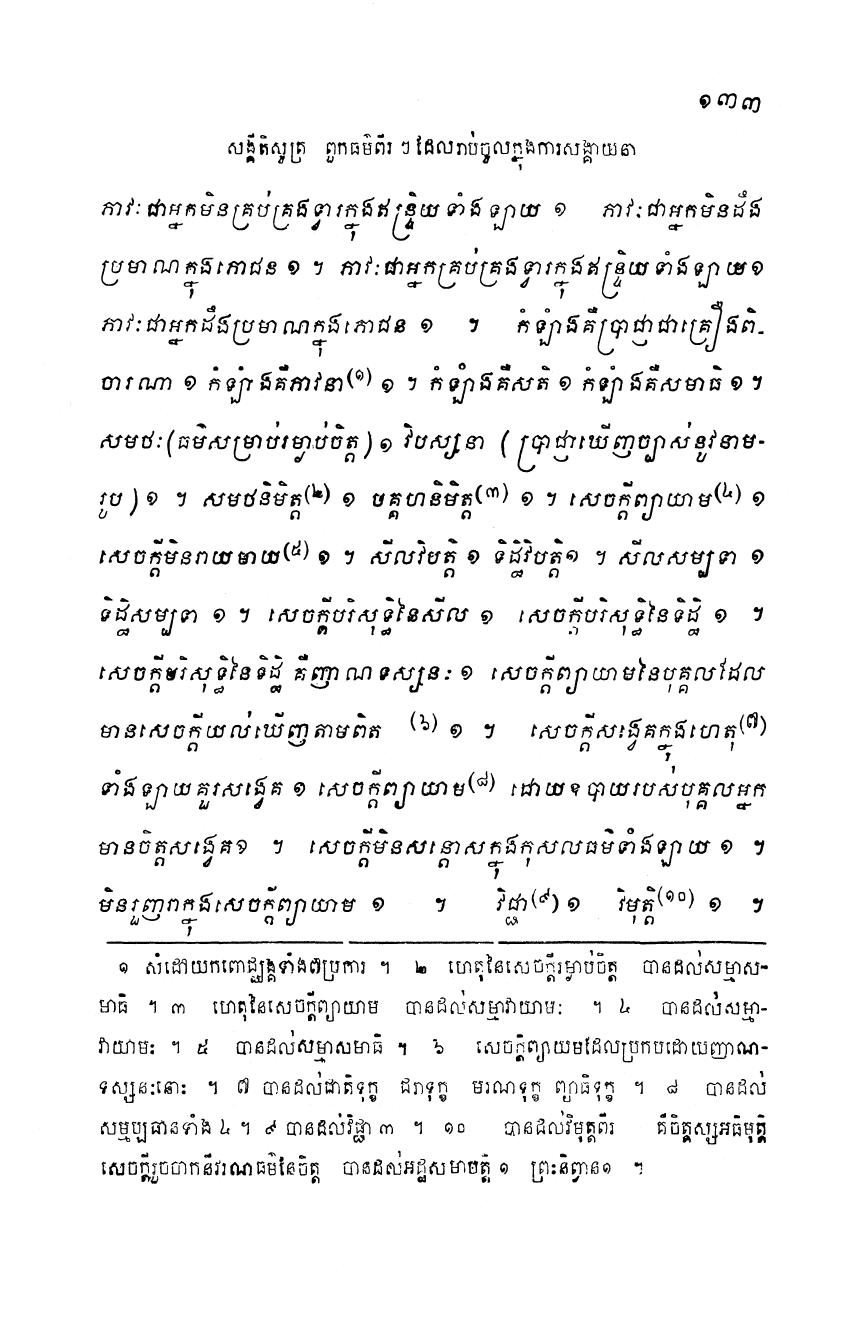 ១៣៣
សង្គីតិសូត្រ ពួកធម៌ពីរ ៗ ដែលរាប់ចូលក្នុងការសង្គាយនា
ភាវៈជាអ្នកមិនគ្រប់គ្រងទ្វារក្នុងឥន្ទ្រិយទាំងឡាយ ១ ភាវៈជាអ្នកមិនដឹង
ប្រមាណក្នុងភោជន ១ ។ ភាវៈជាអ្នកគ្រប់គ្រងទ្វារក្នុងឥន្ទ្រិយទាំងឡាយ ១
ភាវៈជាអ្នកដឹងប្រមាណក្នុងភោជន ១ ។ កំឡាំងគឺប្រាជ្ញាជាគ្រឿងពិ-
ចារណា ១ កំឡាំងគឺភាវនា(១) ១ ។ កំឡាំងគឺសតិ ១ កំឡាំងគឺសមាធិ ១ ។
សមថៈ(ធម៌សម្រាប់រម្ងាប់ចិត្ត) ១ វិបស្សនា (ប្រាជ្ញាឃើញច្បាស់នូវនាម-
រូប) ១ ។ សមថនិមិត្ត(២) ១ បគ្គហនិមិត្ត(៣) ១ ។ សេចក្តីព្យាយាម(៤) ១
សេចក្តីមិនរាយមាយ(៥) ១ ។ សីលវិបត្តិ ១ ទិដ្ឋិវិបត្តិ១ ។ សីលសម្បទា ១
ទិដ្ឋិសម្បទា ១ ។ សេចក្តីបរិសុទ្ធិនៃសីល ១ សេចក្តីបរិសុទ្ធិនៃទិដ្ឋិ ១ ។
សេចក្តីបរិសុទ្ធិនៃទិដ្ឋិ គឺញាណទស្សនៈ ១ សេចក្តីព្យាយាមនៃបុគ្គលដែល
មានសេចក្តីយល់ឃើញតាមពិត (៦) ១ ។ សេចក្តីសង្វេគក្នុងហេតុ(៧)
ទាំងឡាយគួរសង្វេគ ១ សេចក្តីព្យាយាម(៨) ដោយឧបាយរបស់បុគ្គលអ្នក
មានចិត្តសង្វេគ១ ។ សេចក្តីមិនសន្តោសក្នុងកុសលធម៌ទាំងឡាយ ១ ។
មិនរួញរាក្នុងសេចក្តីព្យាយាម ១ ។ វិជ្ជា(៩) ១ វិមុត្តិ(១០) ១ ។
១ សំដៅយកពោជ្ឈង្គទាំង៧ប្រការ ។ ២ ហេតុនៃសេចក្តីរម្ងាប់ចិត្ត បានដល់សម្មាស-
មាធិ ។ ៣ ហេតុនៃសេចក្តីព្យាយាម បានដល់សម្មាវាយាមៈ ។ ៤ បានដល់សម្មា-
វាយាមៈ ។ ៥ បានដល់សម្មាសមាធិ ។ ៦ សេចក្តីព្យាយមដែលប្រកបដោយញាណ-
ទស្សនៈនោះ ។ ៧ បានដល់ជាតិទុក្ខ ជរាទុក្ខ មរណទុក្ខ ព្យាធិទុក្ខ ។ ៨ បានដល់
សម្មប្បធានទាំង ៤ ។ ៩ បានដល់វិជ្ជា ៣ ។ ១០ បានដល់វិមុត្តពីរ គឺចិត្តស្សអធិមុត្តិ
សេចក្តីរួចចាកនីវរណធម៌នៃចិត្ត បានដល់អដ្ឋសមាបត្តិ ១ ព្រះនិព្វាន១ ។